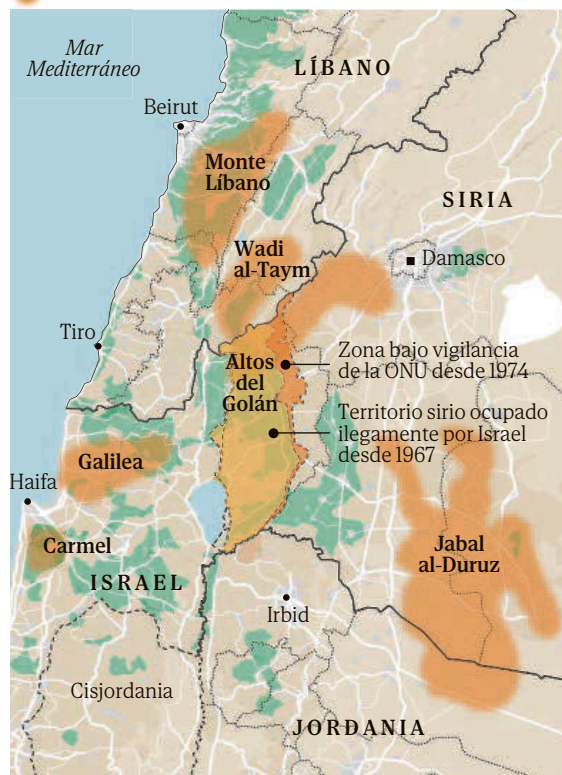 Mar
Mediterráneo
LÍBANO
Beirut
Monte
Líbano
SIRIA
Wadi
al-Taym
Damasco
Tiro
Altos
del
Golán
Zona bajo vigilancia
de la ONU desde 1974
Territorio sirio ocupado
ilegamente por Israel
desde 1967
Galilea
Haifa
Carmel
Jabal
al-Duruz
ISRAEL
Irbid
Cisjordania
JORDANIA